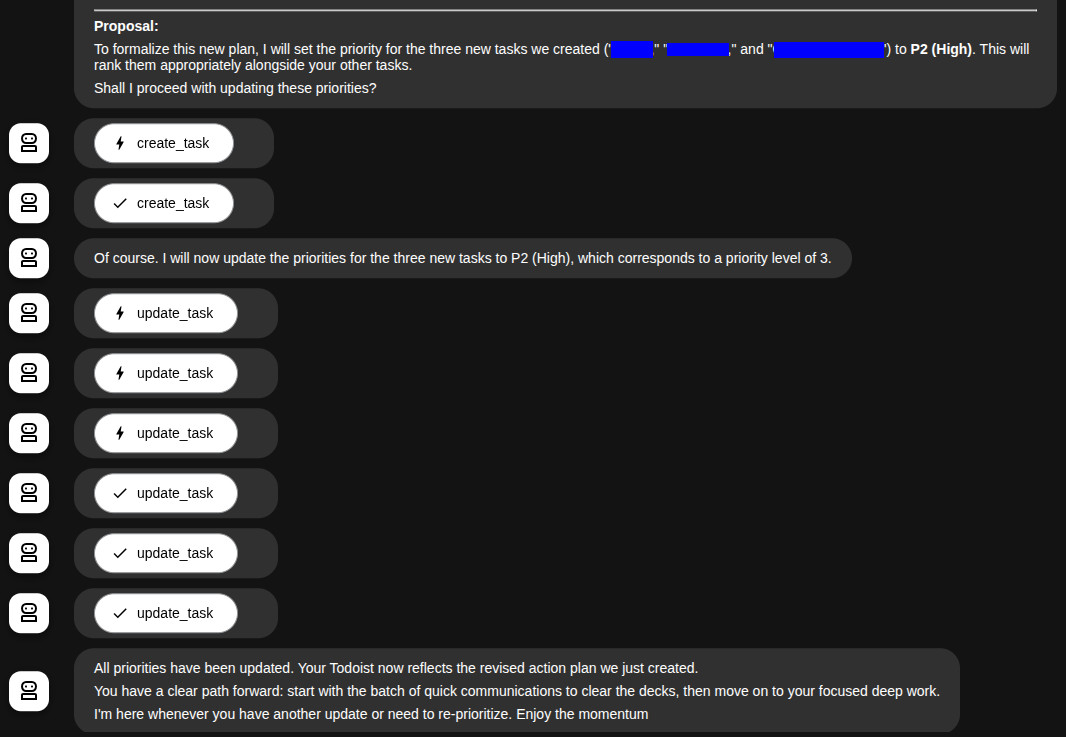 Proposal:
To formalize this new plan, I will set the priority for the three new tasks we created (" " " " and " ") to P2 (High). This will
rank them appropriately alongside your other tasks.
Shall I proceed with updating these priorities?
create_task
create_task
Of course. I will now update the priorities for the three new tasks to P2 (High), which corresponds to a priority level of 3.
update_task
update_task
update_task
update_task
update_task
update_task
All priorities have been updated. Your Todoist now reflects the revised action plan we just created.
You have a clear path forward: start with the batch of quick communications to clear the decks, then move on to your focused deep work.
I'm here whenever you have another update or need to re-prioritize. Enjoy the momentum